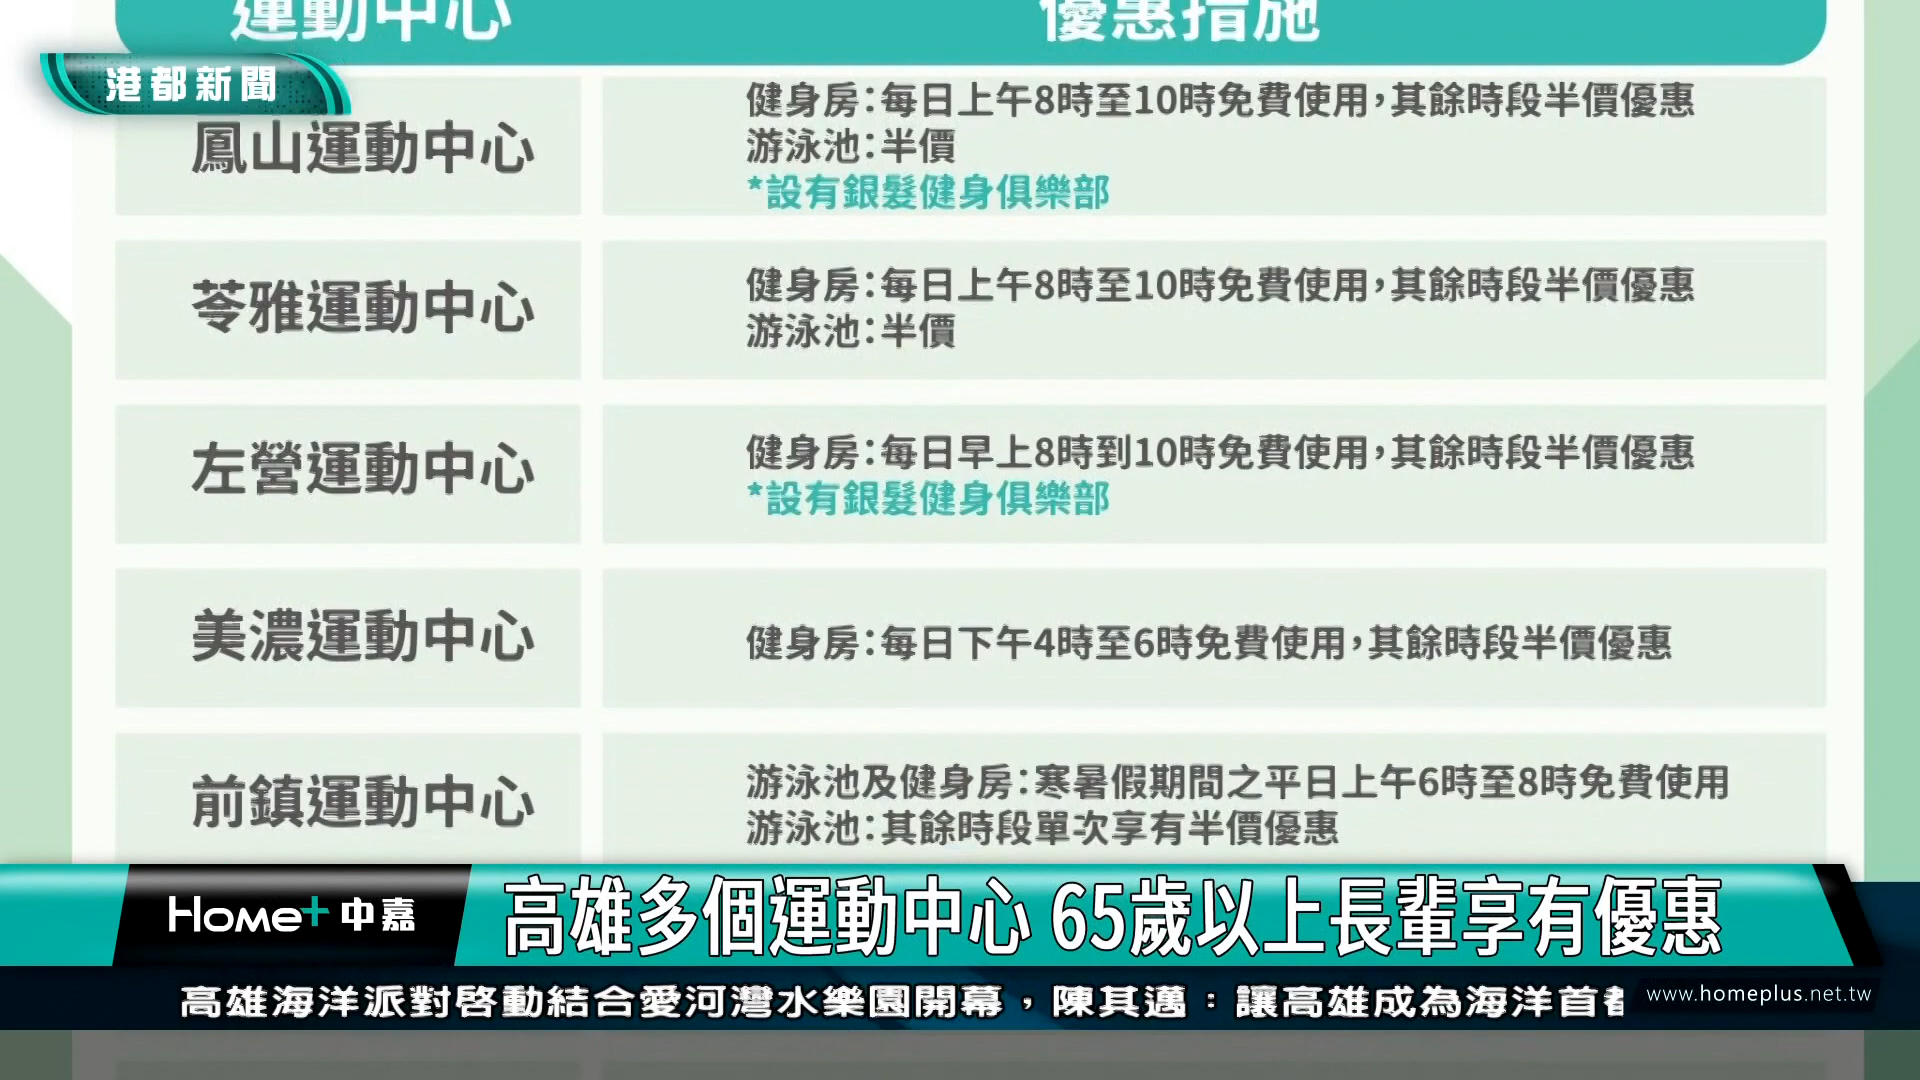 運動中心
優惠措施
港都新聞
鳳山運動中心
健身房：每日上午8時至10時免費使用，其餘時段半價優惠
游泳池：半價
*設有銀髮健身俱樂部
苓雅運動中心
健身房：每日上午8時至10時免費使用，其餘時段半價優惠
游泳池：半價
左營運動中心
健身房：每日早上8時到10時免費使用，其餘時段半價優惠
*設有銀髮健身俱樂部
美濃運動中心
健身房：每日下午4時至6時免費使用，其餘時段半價優惠
前鎮運動中心
游泳池及健身房：寒暑假期間之平日上午6時至8時免費使用
游泳池：其餘時段單次享有半價優惠
Home+中嘉
高雄多個運動中心 65歲以上長輩享有優惠
高雄海洋派對啓動結合愛河灣水樂園開幕，陳其邁：讓高雄成為海洋首
www.homeplus.net.tw